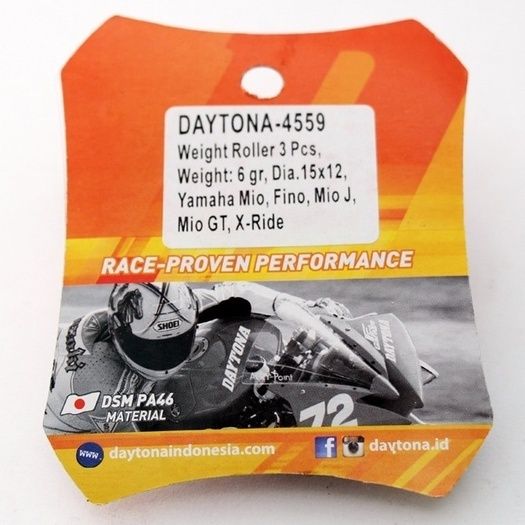 DAYTONA-4559
Weight Roller 3 Pcs,
Weight: 6 gr, Dia.15x12,
Yamaha Mio, Fino, Mio J,
Mio GT, X-Ride
RACE-PROVEN PERFORMANCE
SHOEI
DAYTONA
72
DSM PA46
MATERIAL
www
daytonaindonesia.com
f
daytona.id